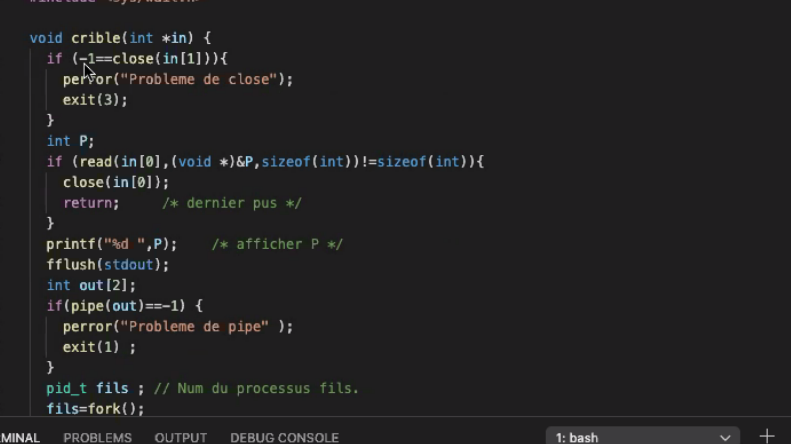 void crible(int *in) {
if (-1==close(in[1])){
perror("Probleme de close");
exit(3);
}
int P;
if (read(in[0],(void *)&P,sizeof(int))!=sizeof(int)){
close(in[0]);
return; /* dernier pus */
}
printf("%d ",P); /* afficher P */
fflush(stdout);
int out[2];
if(pipe(out)==-1) {
perror("Probleme de pipe" );
exit(1) ;
}
pid_t fils ; // Num du processus fils.
fils=fork();
MINAL PROBLEMS OUTPUT DEBUG CONSOLE 1: bash